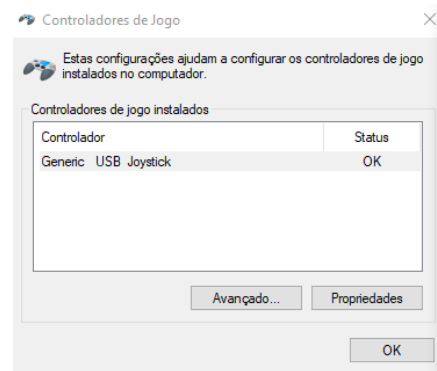 Controladores de Jogo
Estas configurações ajudam a configurar os controladores de jogo
instalados no computador.
Controladores de jogo instalados
Controlador Status
Generic USB Joystick OK
Avançado... Propriedades
OK